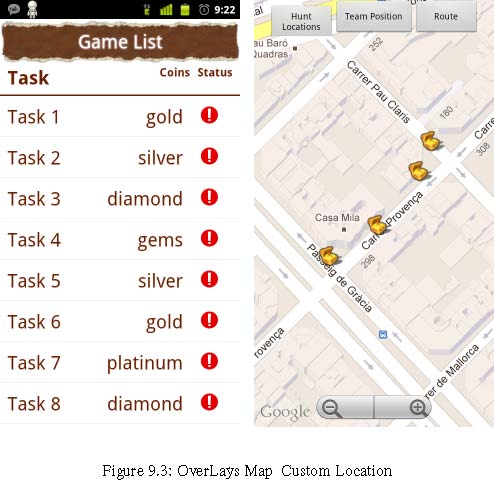 9:22
Game List
Task Coins Status
Task 1 gold
Task 2 silver
Task 3 diamond
Task 4 gems
Task 5 silver
Task 6 gold
Task 7 platinum
Task 8 diamond
Hunt
Locations
Team Position
Route
au Baró
Quadras
252
Carrer Pau Claris
180
308
Carre
Casa Mila
Carrer Provença
298
Passeig de Gràcia
rovença
rer de Mallorca
Google
Figure 9.3: OverLays Map Custom Location